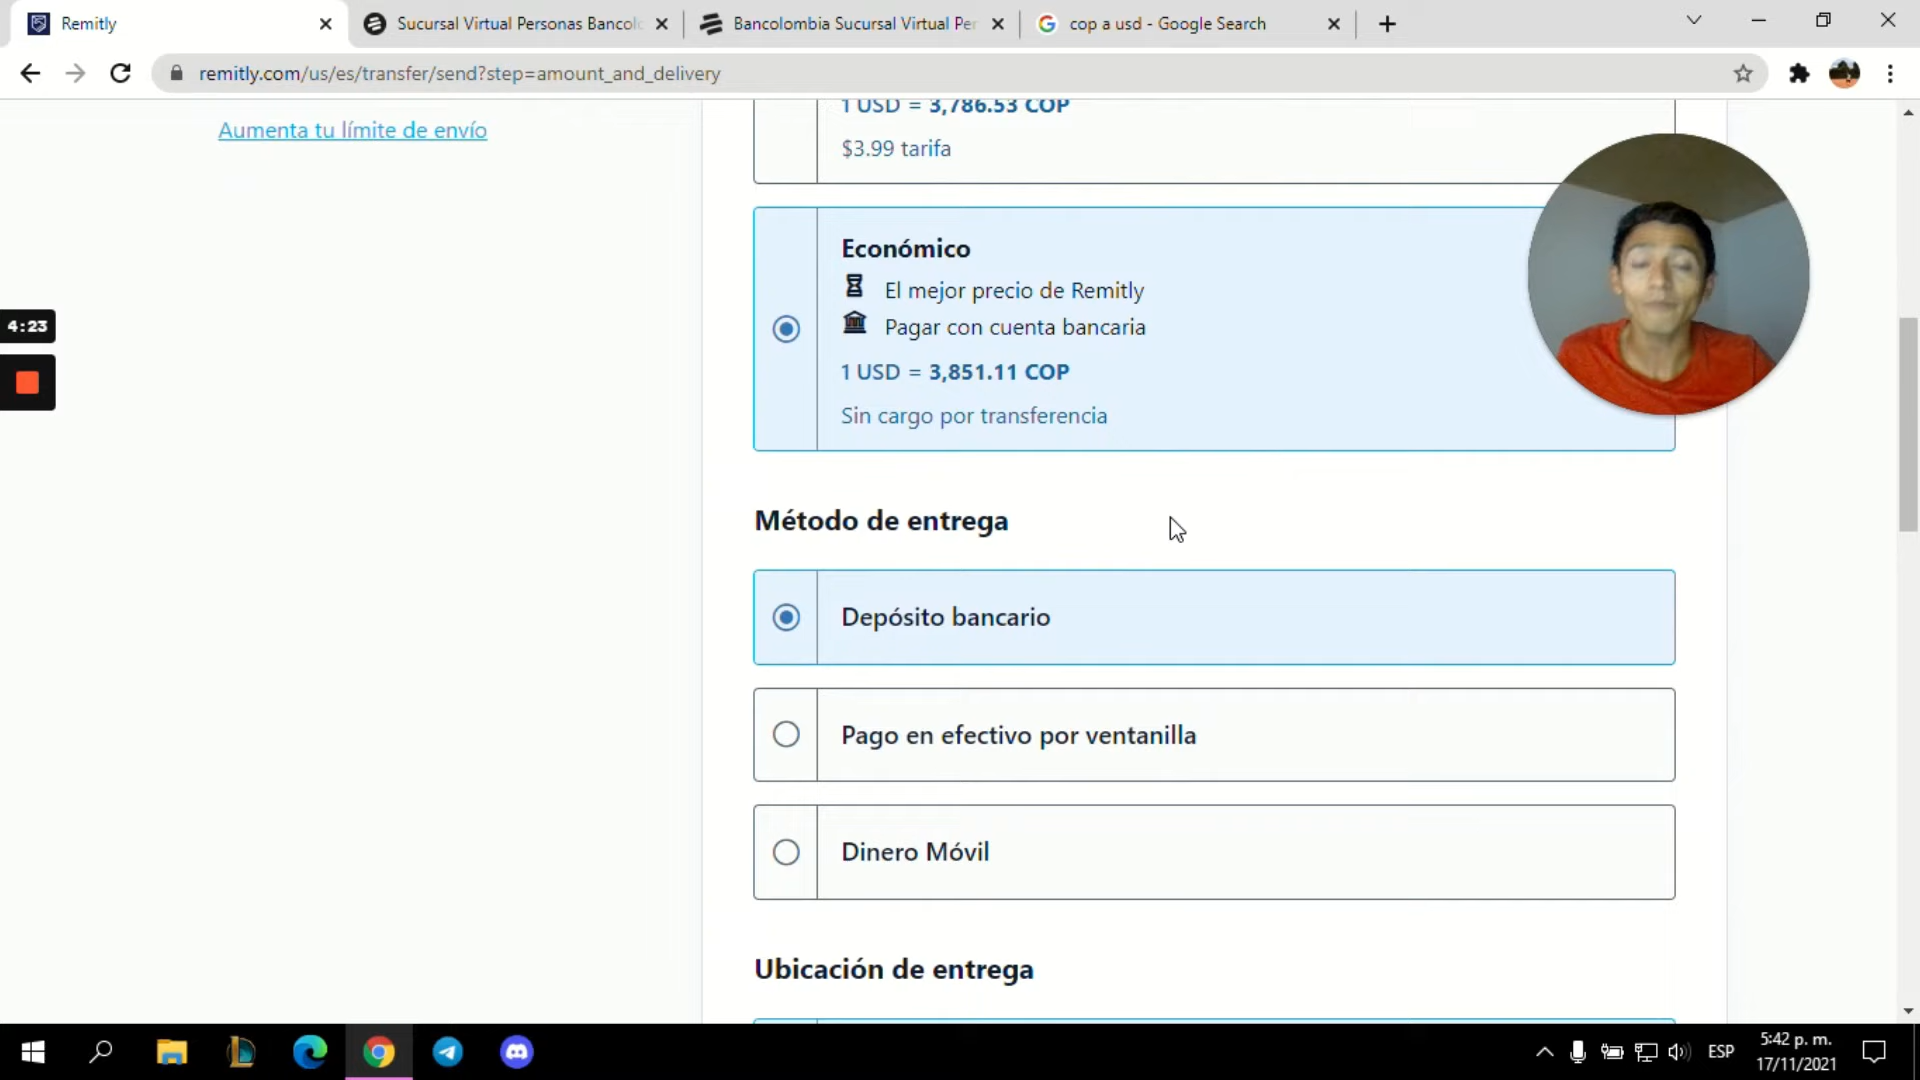 Remitly
Sucursal Virtual Personas Bancol
Bancolombia Sucursal Virtual Per
cop a usd - Google Search
remitly.com/us/es/transfer/send?step=amount_and_delivery
Aumenta tu límite de envío
1 USD = 3,786.53 COP
$3.99 tarifa
Económico
El mejor precio de Remitly
Pagar con cuenta bancaria
1 USD = 3,851.11 COP
Sin cargo por transferencia
4:23
Método de entrega
Depósito bancario
Pago en efectivo por ventanilla
Dinero Móvil
Ubicación de entrega
ESP
5:42 p. m.
17/11/2021